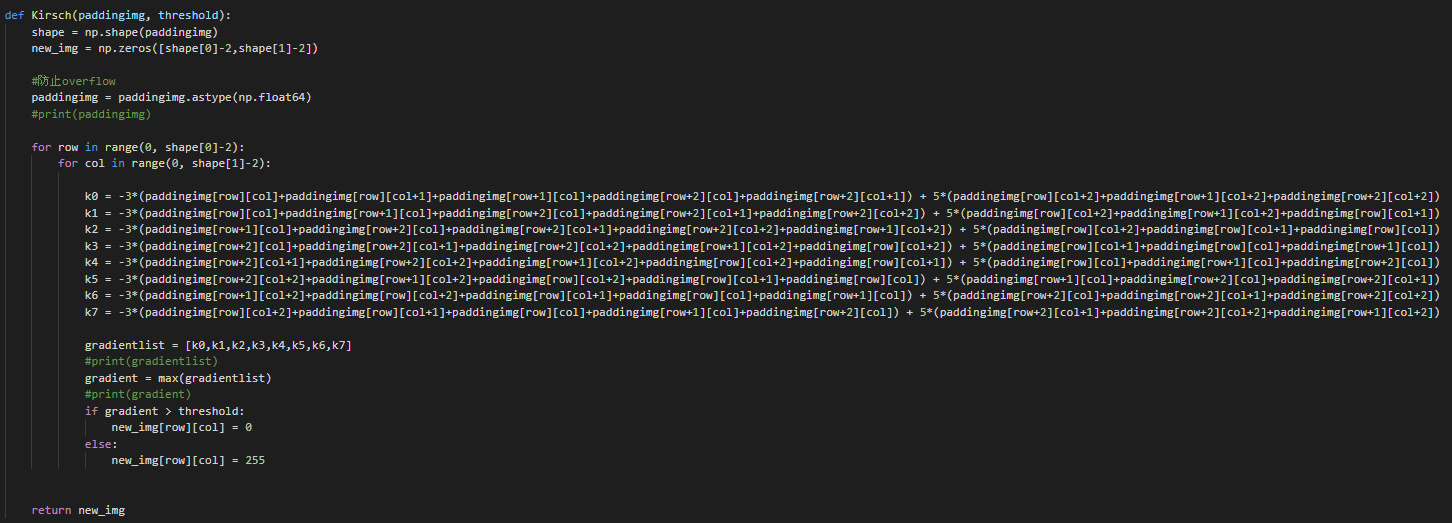 def Kirsch(paddingimg, threshold):
shape = np.shape(paddingimg)
new_img = np.zeros([shape[0]-2,shape[1]-2])
#防止overflow
paddingimg = paddingimg.astype(np.float64)
#print(paddingimg)
for row in range(0, shape[0]-2):
for col in range(0, shape[1]-2):
k0 = -3*(paddingimg[row][col]+paddingimg[row][col+1]+paddingimg[row+1][col]+paddingimg[row+2][col]+paddingimg[row+2][col+1]) + 5*(paddingimg[row][col+2]+paddingimg[row+1][col+2]+paddingimg[row+2][col+2])
k1 = -3*(paddingimg[row][col]+paddingimg[row+1][col]+paddingimg[row+2][col]+paddingimg[row+2][col+1]+paddingimg[row+2][col+2]) + 5*(paddingimg[row][col+2]+paddingimg[row+1][col+2]+paddingimg[row][col+1])
k2 = -3*(paddingimg[row+1][col]+paddingimg[row+2][col]+paddingimg[row+2][col+1]+paddingimg[row+2][col+2]+paddingimg[row+1][col+2]) + 5*(paddingimg[row][col+2]+paddingimg[row][col+1]+paddingimg[row][col])
k3 = -3*(paddingimg[row+2][col]+paddingimg[row+2][col+1]+paddingimg[row+2][col+2]+paddingimg[row+1][col+2]+paddingimg[row][col+2]) + 5*(paddingimg[row][col+1]+paddingimg[row][col]+paddingimg[row+1][col])
k4 = -3*(paddingimg[row+2][col+1]+paddingimg[row+2][col+2]+paddingimg[row+1][col+2]+paddingimg[row][col+2]+paddingimg[row][col+1]) + 5*(paddingimg[row][col]+paddingimg[row+1][col]+paddingimg[row+2][col])
k5 = -3*(paddingimg[row+2][col+2]+paddingimg[row+1][col+2]+paddingimg[row][col+2]+paddingimg[row][col+1]+paddingimg[row][col]) + 5*(paddingimg[row+1][col]+paddingimg[row+2][col]+paddingimg[row+2][col+1])
k6 = -3*(paddingimg[row+1][col+2]+paddingimg[row][col+2]+paddingimg[row][col+1]+paddingimg[row][col]+paddingimg[row+1][col]) + 5*(paddingimg[row+2][col]+paddingimg[row+2][col+1]+paddingimg[row+2][col+2])
k7 = -3*(paddingimg[row][col+2]+paddingimg[row][col+1]+paddingimg[row][col]+paddingimg[row+1][col]+paddingimg[row+2][col]) + 5*(paddingimg[row+2][col+1]+paddingimg[row+2][col+2]+paddingimg[row+1][col+2])
gradientlist = [k0,k1,k2,k3,k4,k5,k6,k7]
#print(gradientlist)
gradient = max(gradientlist)
#print(gradient)
if gradient > threshold:
new_img[row][col] = 0
else:
new_img[row][col] = 255
return new_img